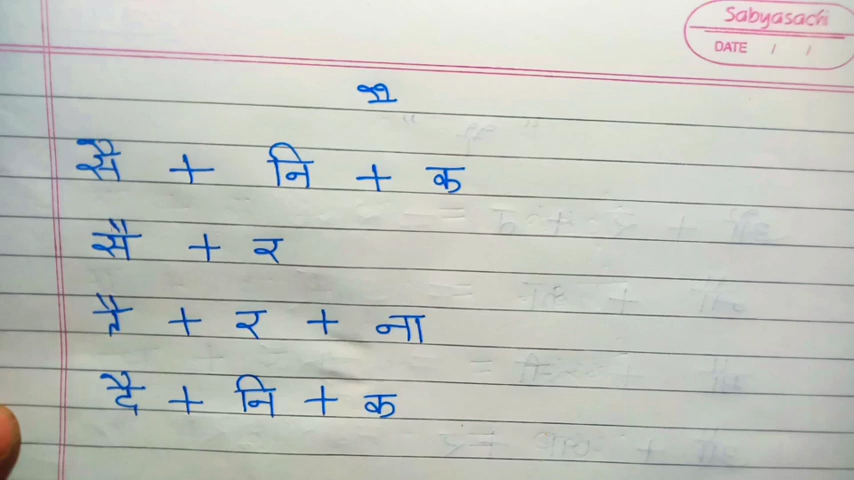 Sabyasachi
DATE / /
सै + नि + क
सै + र
तै + र + ना
दै + नि + क